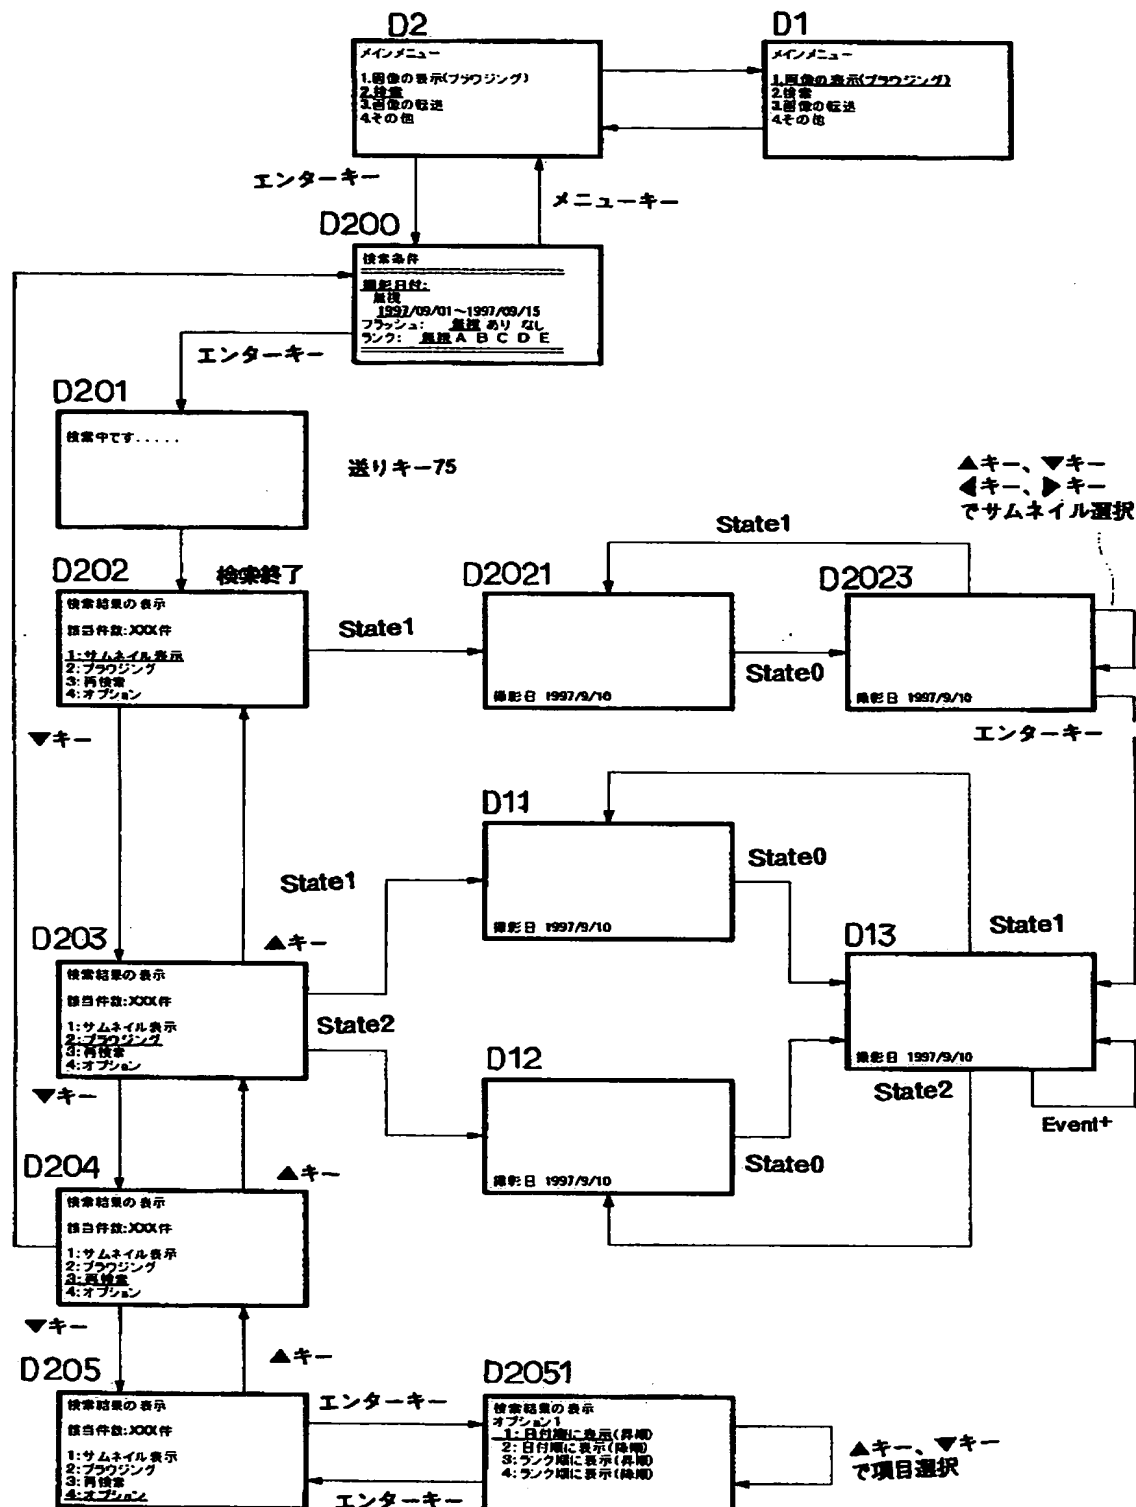 D2
メインメニュー
1.画像の表示(ブラウジング)
2.検索
3.画像の転送
4.その他
D1
メインメニュー
1.画像の表示(ブラウジング)
2.検索
3.画像の転送
4.その他
エンターキー
メニューキー
D200
検索条件
撮影日付:
無視
1997/09/01～1997/09/15
フラッシュ: 無視 あり なし
ランク: 無視 A B C D E
エンターキー
D201
検索中です.....
送りキー75
▲キー、▼キー
◀キー、▶キー
でサムネイル選択
D202
検索終了
検索結果の表示
該当件数:XXX件
1:サムネイル表示
2:ブラウジング
3:再検索
4:オプション
State1
D2021
撮影日 1997/9/10
State1
State0
D2023
撮影日 1997/9/10
エンターキー
▼キー
▲キー
D203
検索結果の表示
該当件数:XXX件
1:サムネイル表示
2:ブラウジング
3:再検索
4:オプション
State1
State2
D11
撮影日 1997/9/10
State0
D12
撮影日 1997/9/10
State0
D13
State1
撮影日 1997/9/10
State2
Event+
▼キー
▲キー
D204
検索結果の表示
該当件数:XXX件
1:サムネイル表示
2:ブラウジング
3:再検索
4:オプション
▼キー
▲キー
D205
検索結果の表示
該当件数:XXX件
1:サムネイル表示
2:ブラウジング
3:再検索
4:オプション
エンターキー
エンターキー
D2051
検索結果の表示
オプション1
1:日付順に表示(昇順)
2:日付順に表示(降順)
3:ランク順に表示(昇順)
4:ランク順に表示(降順)
▲キー、▼キー
で項目選択